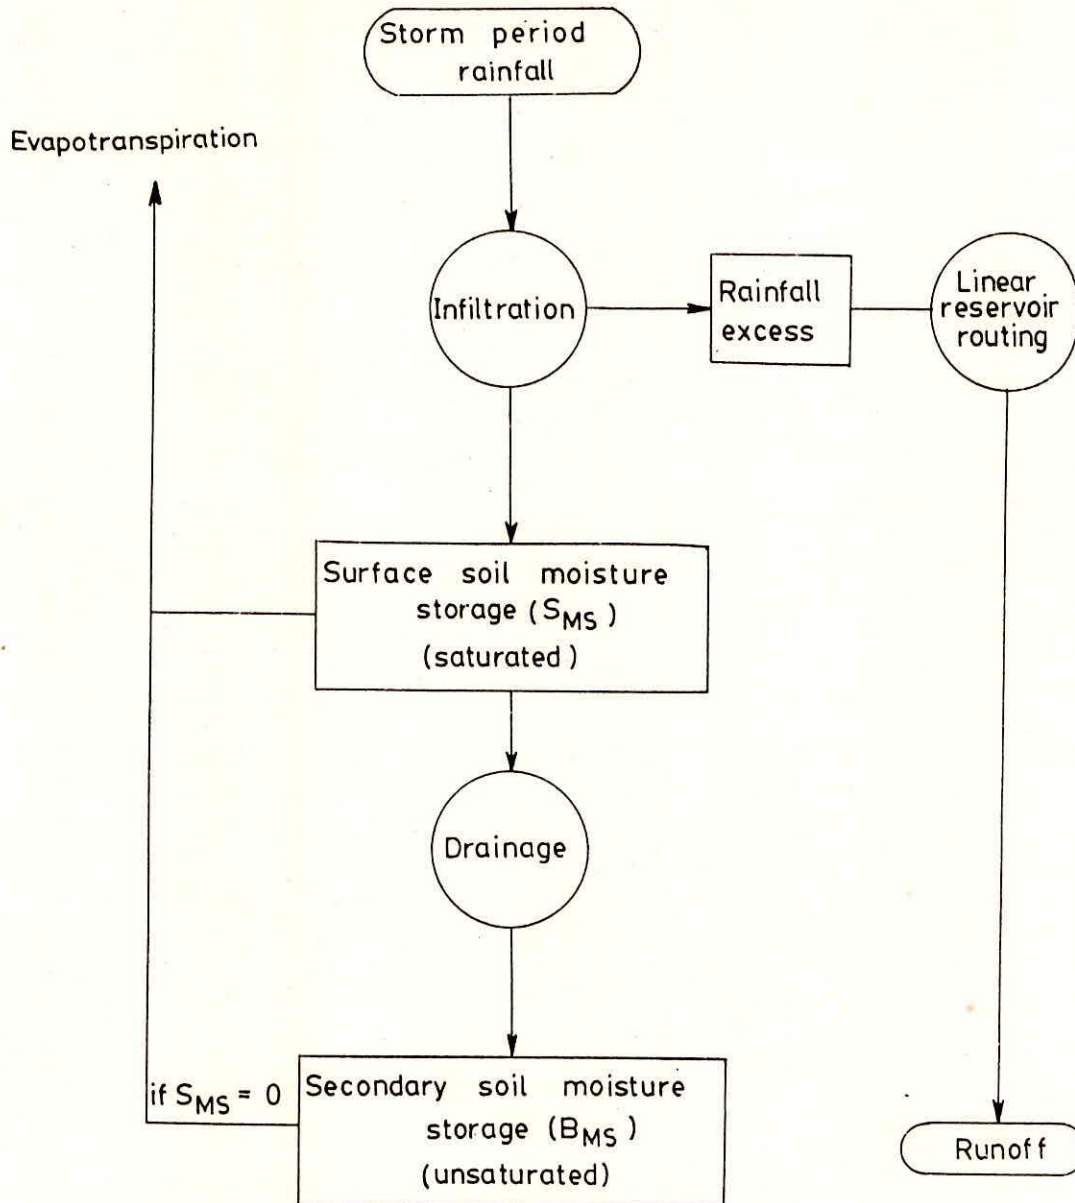 Storm period
rainfall
Evapotranspiration
Infiltration
Rainfall
excess
Linear
reservoir
routing
Surface soil moisture
storage (S_MS)
(saturated)
Drainage
if S_MS = 0
Secondary soil moisture
storage (B_MS)
(unsaturated)
Runoff